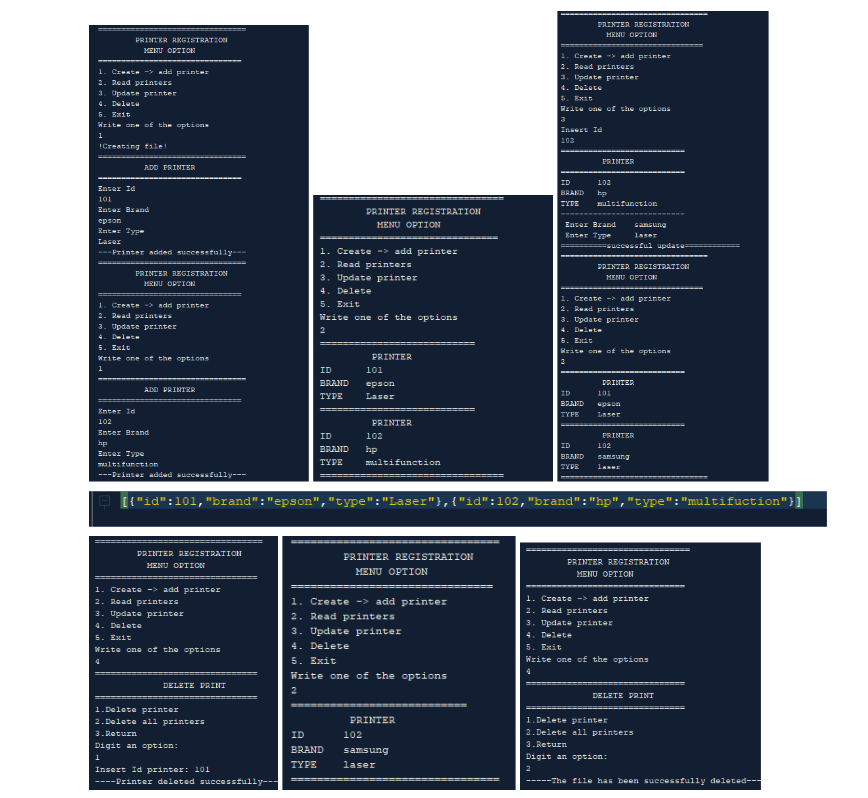 ==============================
PRINTER REGISTRATION
MENU OPTION
=============================
1. Create -> add printer
2. Read printers
3. Update printer
4. Delete
5. Exit
Write one of the options
1
!Creating file!
==============================
ADD PRINTER
=============================
Enter Id
101
Enter Brand
epson
Enter Type
Laser
---Printer added successfully---
==============================
PRINTER REGISTRATION
MENU OPTION
=============================
1. Create -> add printer
2. Read printers
3. Update printer
4. Delete
5. Exit
Write one of the options
1
==============================
ADD PRINTER
=============================
Enter Id
102
Enter Brand
hp
Enter Type
multifunction
---Printer added successfully---
==============================
PRINTER REGISTRATION
MENU OPTION
=============================
1. Create -> add printer
2. Read printers
3. Update printer
4. Delete
5. Exit
Write one of the options
2
=========================
PRINTER
ID 101
BRAND epson
TYPE Laser
=========================
PRINTER
ID 102
BRAND hp
TYPE multifunction
==============================
==============================
PRINTER REGISTRATION
MENU OPTION
=============================
1. Create -> add printer
2. Read printers
3. Update printer
4. Delete
5. Exit
Write one of the options
3
Insert Id
102
=========================
PRINTER
=========================
ID 102
BRAND hp
TYPE multifunction
-------------------------
Enter Brand samsung
Enter Type laser
=========successful update===========
==============================
PRINTER REGISTRATION
MENU OPTION
=============================
1. Create -> add printer
2. Read printers
3. Update printer
4. Delete
5. Exit
Write one of the options
2
=========================
PRINTER
ID 101
BRAND epson
TYPE Laser
=========================
PRINTER
ID 102
BRAND samsung
TYPE laser
==============================
[{"id":101,"brand":"epson","type":"Laser"},{"id":102,"brand":"hp","type":"multifuction"}]
==============================
PRINTER REGISTRATION
MENU OPTION
=============================
1. Create -> add printer
2. Read printers
3. Update printer
4. Delete
5. Exit
Write one of the options
4
=============================
DELETE PRINT
=============================
1.Delete printer
2.Delete all printers
3.Return
Digit an option:
1
Insert Id printer: 101
----Printer deleted successfully---
==============================
PRINTER REGISTRATION
MENU OPTION
=============================
1. Create -> add printer
2. Read printers
3. Update printer
4. Delete
5. Exit
Write one of the options
2
=========================
PRINTER
ID 102
BRAND samsung
TYPE laser
==============================
==============================
PRINTER REGISTRATION
MENU OPTION
=============================
1. Create -> add printer
2. Read printers
3. Update printer
4. Delete
5. Exit
Write one of the options
4
=============================
DELETE PRINT
=============================
1.Delete printer
2.Delete all printers
3.Return
Digit an option:
2
-----The file has been successfully deleted---